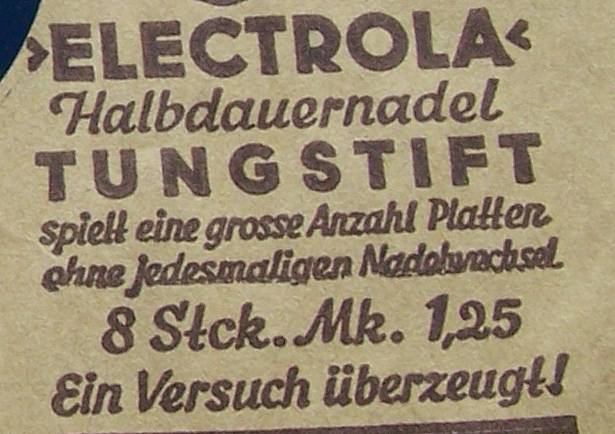 ›ELECTROLA‹
Halbdauernadel
TUNGSTIFT
spielt eine grosse Anzahl Platten
ohne jedesmaligen Nadelwechsel
8 Stck. Mk. 1,25
Ein Versuch überzeugt!